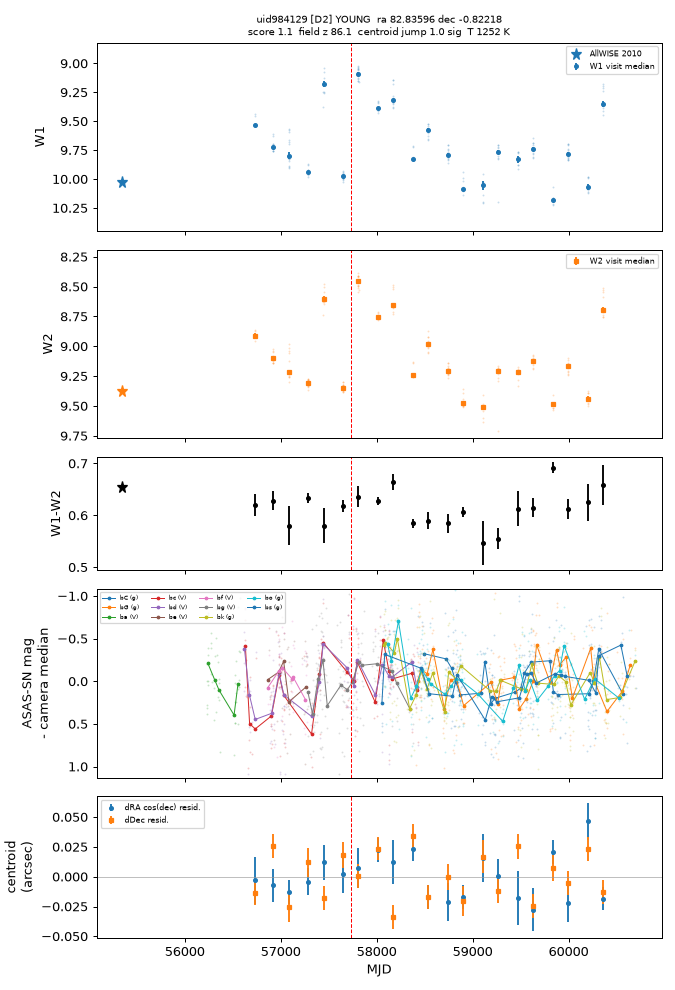 uid984129 [D2] YOUNG ra 82.83596 dec -0.82218
score 1.1 field z 86.1 centroid jump 1.0 sig T 1252 K
W1
9.00
9.25
9.50
9.75
10.00
10.25
AllWISE 2010
W1 visit median
W2
8.25
8.50
8.75
9.00
9.25
9.50
9.75
W2 visit median
W1-W2
0.7
0.6
0.5
ASAS-SN mag
- camera median
−1.0
−0.5
0.0
0.5
1.0
bC (g)
bG (g)
ba (V)
bc (V)
bd (V)
be (V)
bf (V)
bg (V)
bk (g)
bo (g)
bs (g)
centroid
(arcsec)
0.050
0.025
0.000
−0.025
−0.050
dRA cos(dec) resid.
dDec resid.
56000
57000
58000
59000
60000
MJD